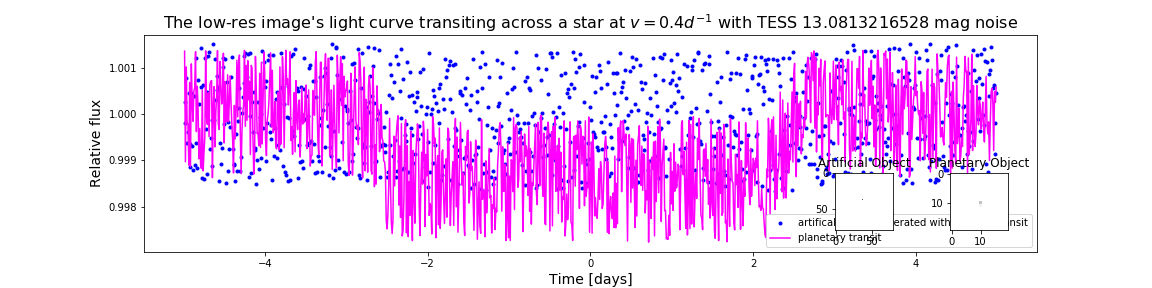 The low-res image's light curve transiting across a star at v = 0.4d⁻¹ with TESS 13.0813216528 mag noise
Relative flux
1.001
1.000
0.999
0.998
Artificial Object
Planetary Object
0
50
0
50
0
10
0
10
planetary transit
−4
−2
0
2
4
Time [days]